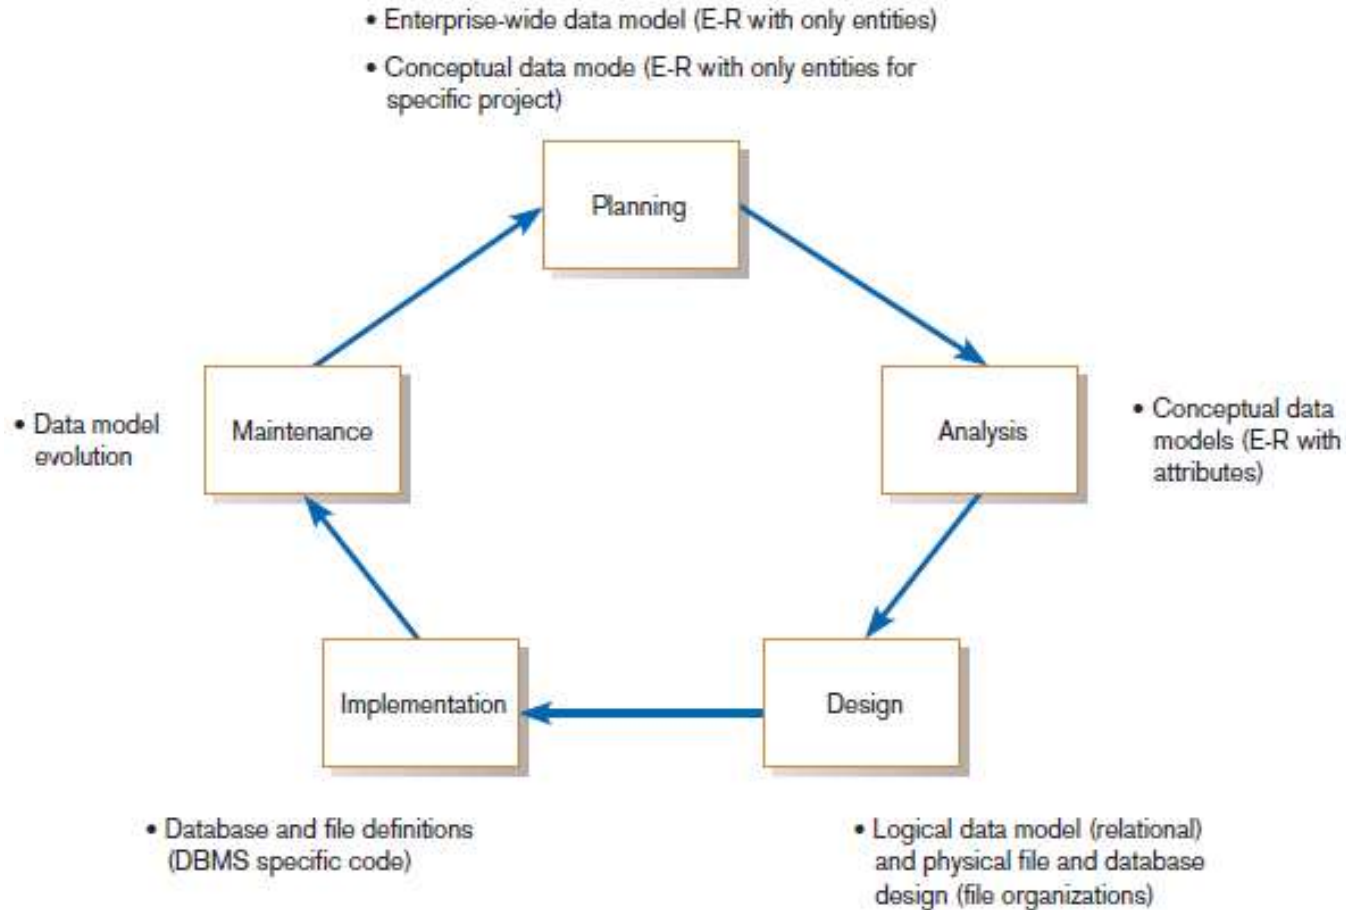 • Enterprise-wide data model (E-R with only entities)
• Conceptual data mode (E-R with only entities for
specific project)
Planning
Maintenance
Analysis
• Data model
evolution
• Conceptual data
models (E-R with
attributes)
Implementation
Design
• Database and file definitions
(DBMS specific code)
• Logical data model (relational)
and physical file and database
design (file organizations)